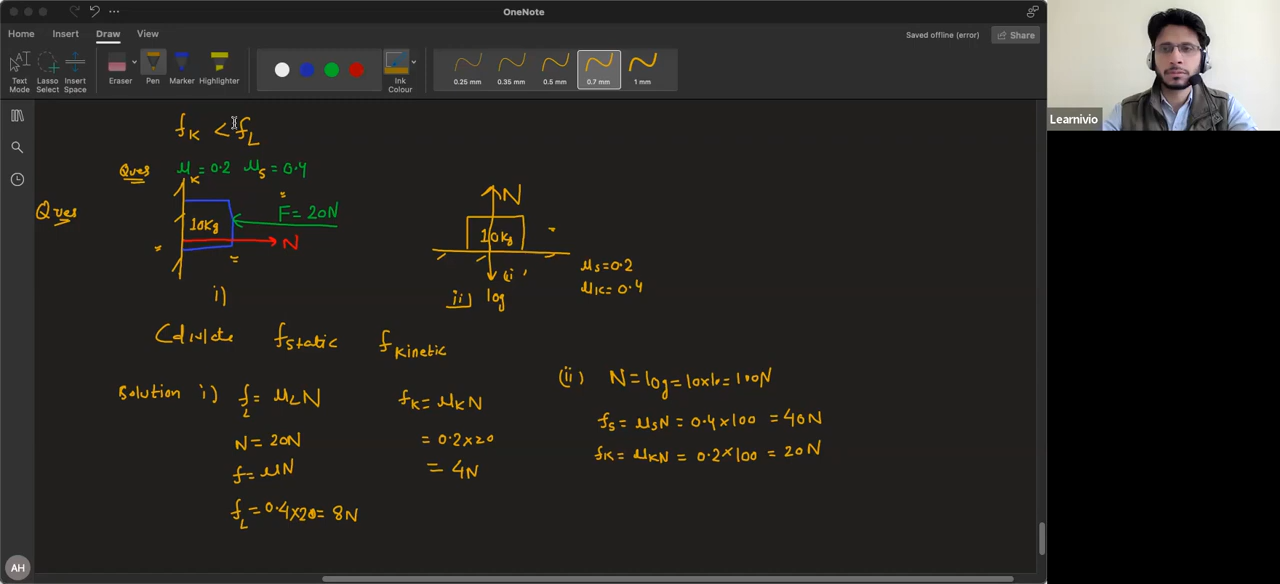 OneNote
Home Insert Draw View
Saved offline (error) Share
Text Mode Lasso Select Insert Space Eraser Pen Marker Highlighter Ink Colour 0.25 mm 0.35 mm 0.5 mm 0.7 mm 1 mm
Learnivio
fK < fL
Ques μK = 0.2 μS = 0.4
Ques
10Kg
F = 20N
N
i)
N
10Kg
μS = 0.2
μK = 0.4
ii) 10g
Calculate fStatic fKinetic
Solution i) fL = μLN
N = 20N
f = μN
fL = 0.4×20 = 8N
fK = μKN
= 0.2×20
= 4N
(ii) N = 10g = 10×10 = 100N
fS = μSN = 0.4×100 = 40N
fK = μKN = 0.2×100 = 20N
AH